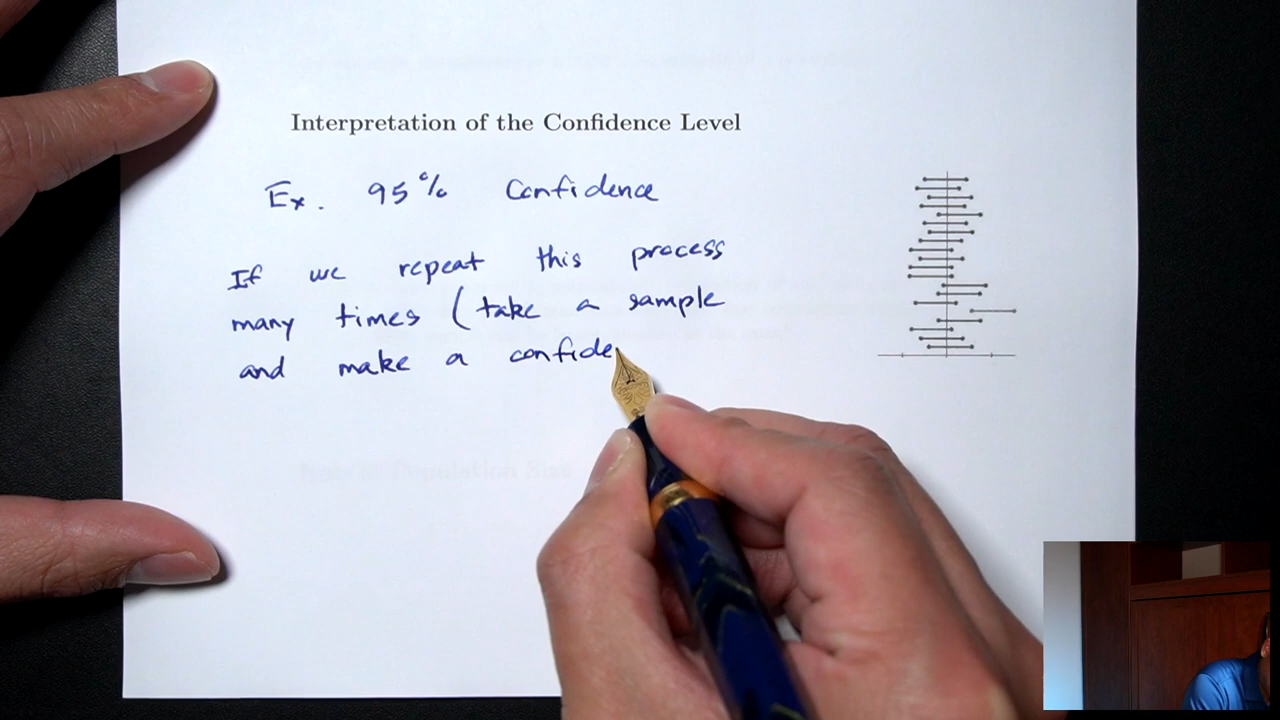 Interpretation of the Confidence Level
Ex. 95% Confidence
If we repeat this process
many times (take a sample
and make a confide